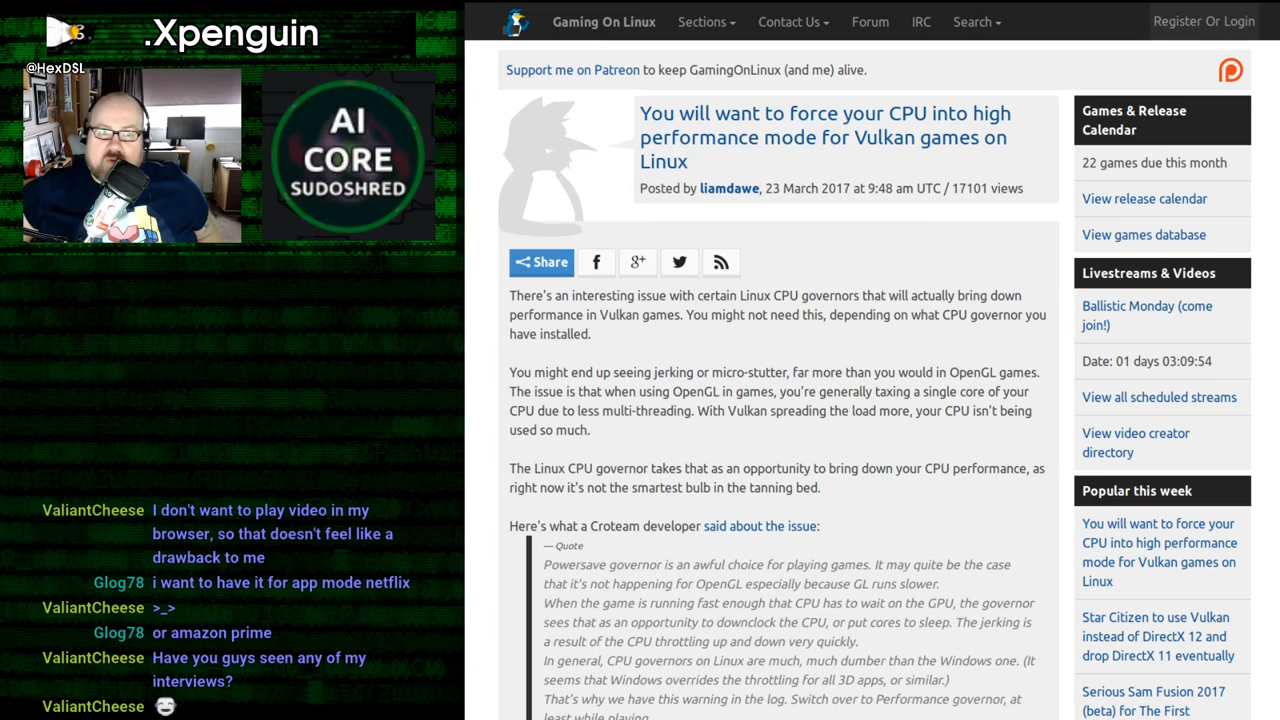 .Xpenguin
@HexDSL
AI
CORE
SUDOSHRED
ValiantCheese I don't want to play video in my
browser, so that doesn't feel like a
drawback to me
Glog78 i want to have it for app mode netflix
ValiantCheese >_>
Glog78 or amazon prime
ValiantCheese Have you guys seen any of my
interviews?
ValiantCheese
Gaming On Linux Sections Contact Us Forum IRC Search Register Or Login
Support me on Patreon to keep GamingOnLinux (and me) alive.
You will want to force your CPU into high
performance mode for Vulkan games on
Linux
Posted by liamdawe, 23 March 2017 at 9:48 am UTC / 17101 views
Share
There's an interesting issue with certain Linux CPU governors that will actually bring down
performance in Vulkan games. You might not need this, depending on what CPU governor you
have installed.
You might end up seeing jerking or micro-stutter, far more than you would in OpenGL games.
The issue is that when using OpenGL in games, you're generally taxing a single core of your
CPU due to less multi-threading. With Vulkan spreading the load more, your CPU isn't being
used so much.
The Linux CPU governor takes that as an opportunity to bring down your CPU performance, as
right now it's not the smartest bulb in the tanning bed.
Here's what a Croteam developer said about the issue:
— Quote
Powersave governor is an awful choice for playing games. It may quite be the case
that it's not happening for OpenGL especially because GL runs slower.
When the game is running fast enough that CPU has to wait on the GPU, the governor
sees that as an opportunity to downclock the CPU, or put cores to sleep. The jerking is
a result of the CPU throttling up and down very quickly.
In general, CPU governors on Linux are much, much dumber than the Windows one. (It
seems that Windows overrides the throttling for all 3D apps, or similar.)
That's why we have this warning in the log. Switch over to Performance governor, at
least while playing.
Games & Release
Calendar
22 games due this month
View release calendar
View games database
Livestreams & Videos
Ballistic Monday (come
join!)
Date: 01 days 03:09:54
View all scheduled streams
View video creator
directory
Popular this week
You will want to force your
CPU into high performance
mode for Vulkan games on
Linux
Star Citizen to use Vulkan
instead of DirectX 12 and
drop DirectX 11 eventually
Serious Sam Fusion 2017
(beta) for The First